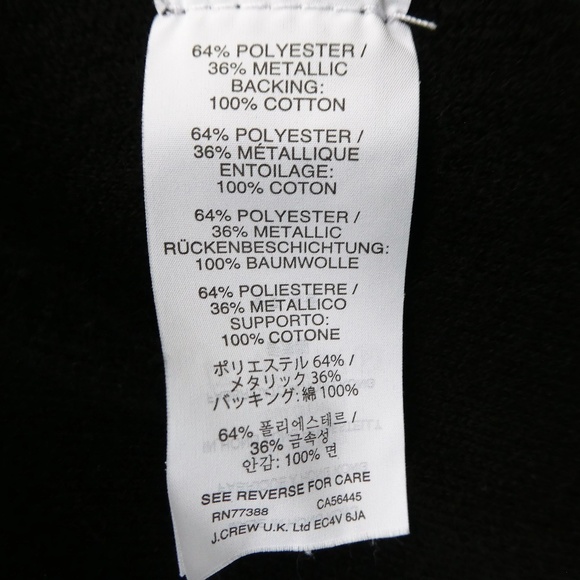 64% POLYESTER /
36% METALLIC
BACKING:
100% COTTON
64% POLYESTER /
36% MÉTALLIQUE
ENTOILAGE:
100% COTON
64% POLYESTER /
36% METALLIC
RÜCKENBESCHICHTUNG:
100% BAUMWOLLE
64% POLIESTERE /
36% METALLICO
SUPPORTO:
100% COTONE
ポリエステル 64% /
メタリック 36%
バッキング: 綿 100%
64% 폴리에스테르 /
36% 금속성
안감: 100% 면
SEE REVERSE FOR CARE
RN77388 CA56445
J.CREW U.K. Ltd EC4V 6JA